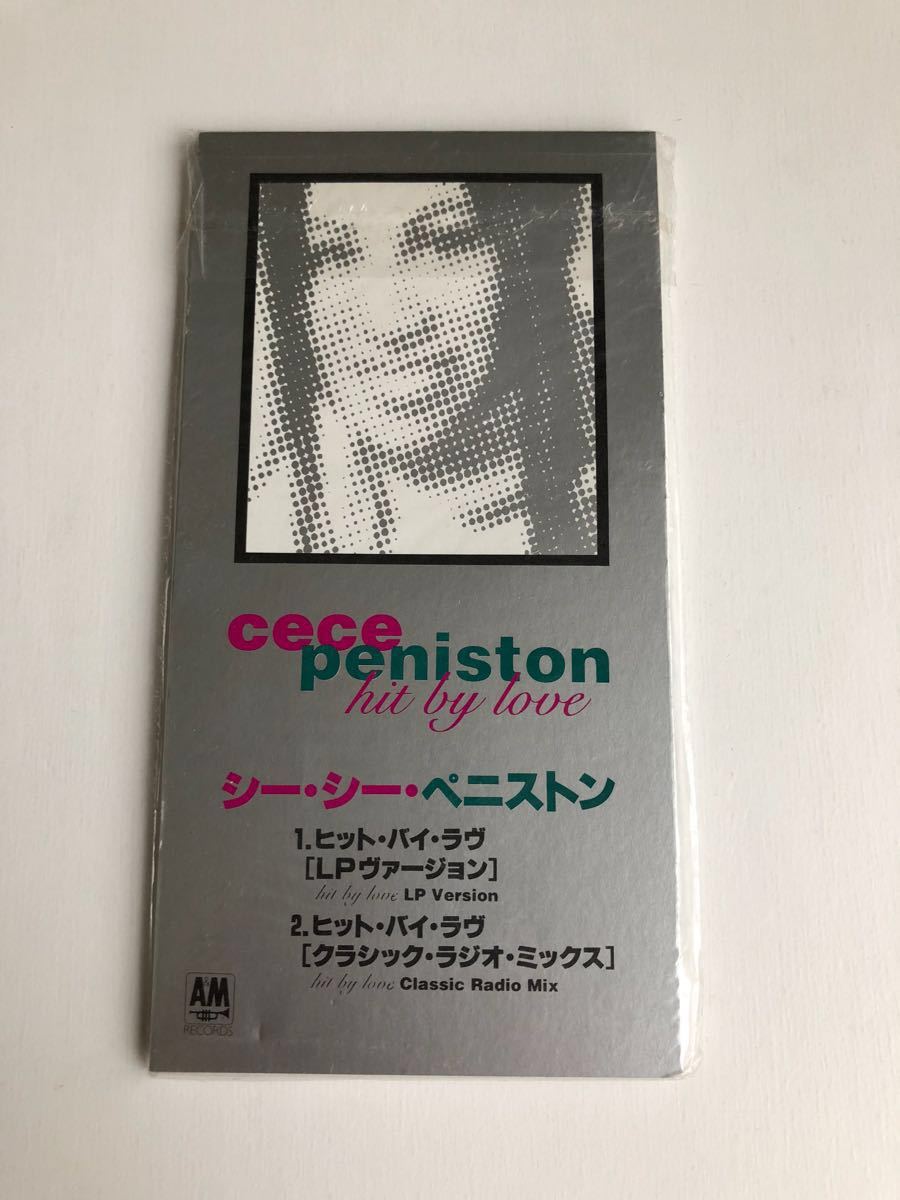 cece
peniston
hit by love
シー・シー・ペニストン
1.ヒット・バイ・ラヴ
[LPヴァージョン]
hit by love LP Version
2.ヒット・バイ・ラヴ
[クラシック・ラジオ・ミックス]
hit by love Classic Radio Mix
A&M
RECORDS